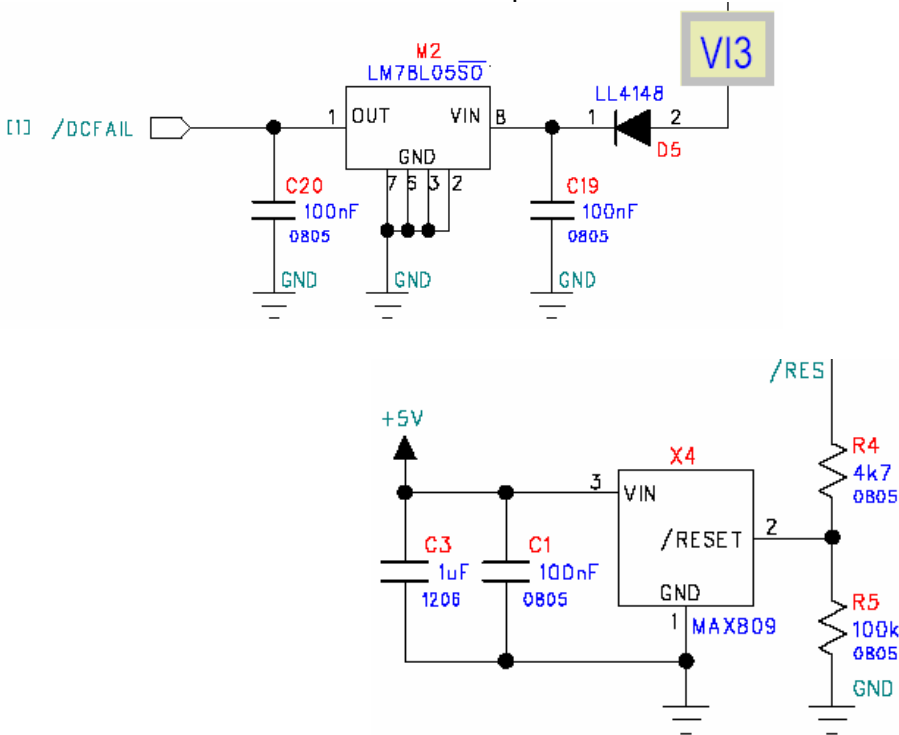 VI3
M2
LM78L05SO
LL4148
[1] /DCFAIL
1 OUT VIN 8
1 2
D5
GND
7 6 3 2
C20
100nF
0805
C19
100nF
0805
GND
GND
GND
/RES
+5V
X4
R4
4k7
0805
3 VIN
/RESET 2
C3
1uF
1206
C1
100nF
0805
GND
1 MAX809
R5
100k
0805
GND